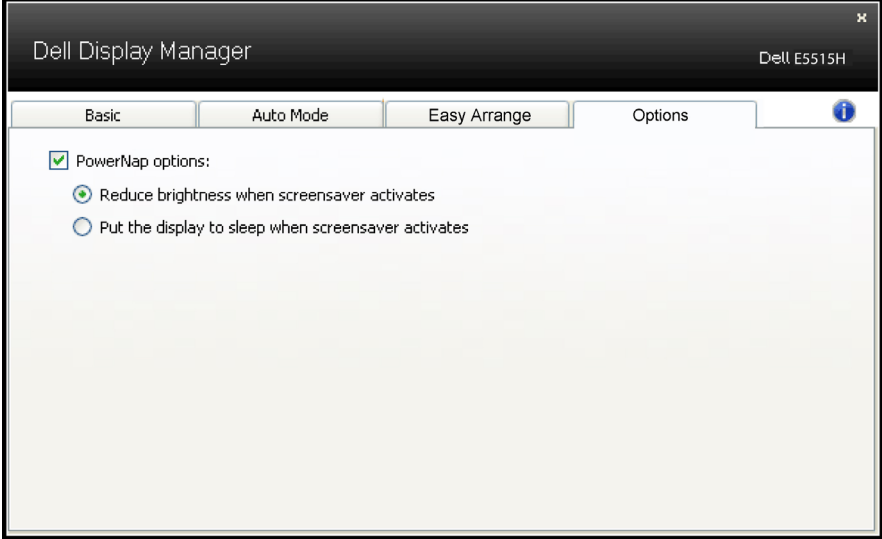 Dell Display Manager
Dell E5515H
Basic
Auto Mode
Easy Arrange
Options
PowerNap options:
Reduce brightness when screensaver activates
Put the display to sleep when screensaver activates